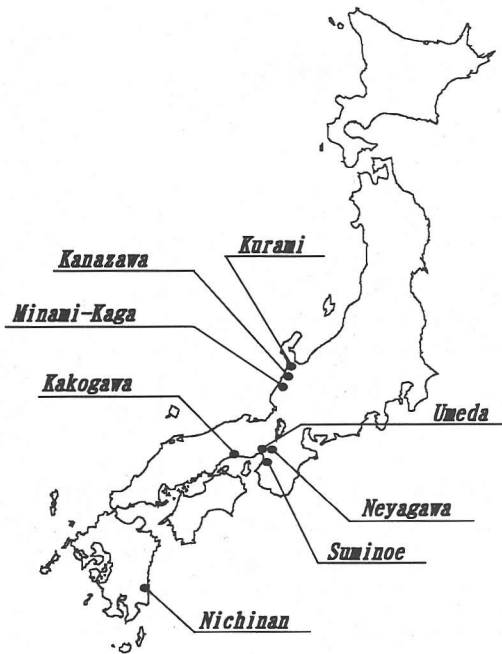 Kurami
Kanazawa
Minami-Kaga
Kakogawa
Umeda
Neyagawa
Suminoe
Nichinan